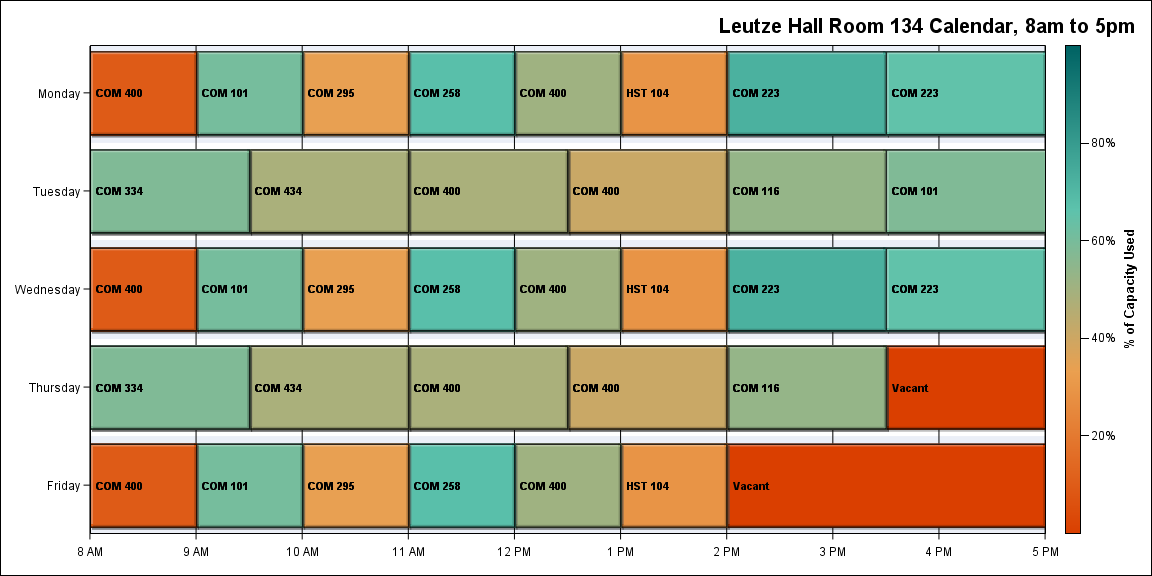 Leutze Hall Room 134 Calendar, 8am to 5pm
Monday COM 400 COM 101 COM 295 COM 258 COM 400 HST 104 COM 223 COM 223
Tuesday COM 334 COM 434 COM 400 COM 400 COM 116 COM 101
Wednesday COM 400 COM 101 COM 295 COM 258 COM 400 HST 104 COM 223 COM 223
Thursday COM 334 COM 434 COM 400 COM 400 COM 116 Vacant
Friday COM 400 COM 101 COM 295 COM 258 COM 400 HST 104 Vacant
8 AM 9 AM 10 AM 11 AM 12 PM 1 PM 2 PM 3 PM 4 PM 5 PM
80%
60%
40%
20%
% of Capacity Used